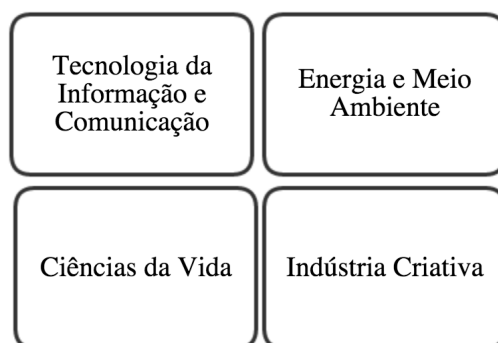 Tecnologia da
Informação e
Comunicação
Energia e Meio
Ambiente
Ciências da Vida
Indústria Criativa